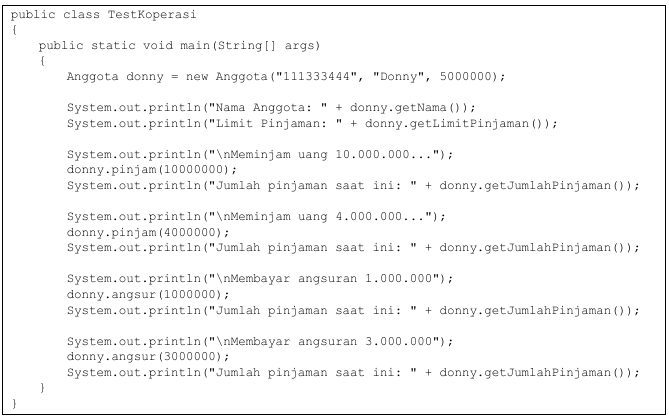 public class TestKoperasi
{
    public static void main(String[] args)
    {
        Anggota donny = new Anggota("111333444", "Donny", 5000000);

        System.out.println("Nama Anggota: " + donny.getNama());
        System.out.println("Limit Pinjaman: " + donny.getLimitPinjaman());

        System.out.println("\nMeminjam uang 10.000.000...");
        donny.pinjam(10000000);
        System.out.println("Jumlah pinjaman saat ini: " + donny.getJumlahPinjaman());

        System.out.println("\nMeminjam uang 4.000.000...");
        donny.pinjam(4000000);
        System.out.println("Jumlah pinjaman saat ini: " + donny.getJumlahPinjaman());

        System.out.println("\nMembayar angsuran 1.000.000");
        donny.angsur(1000000);
        System.out.println("Jumlah pinjaman saat ini: " + donny.getJumlahPinjaman());

        System.out.println("\nMembayar angsuran 3.000.000");
        donny.angsur(3000000);
        System.out.println("Jumlah pinjaman saat ini: " + donny.getJumlahPinjaman());
    }
}